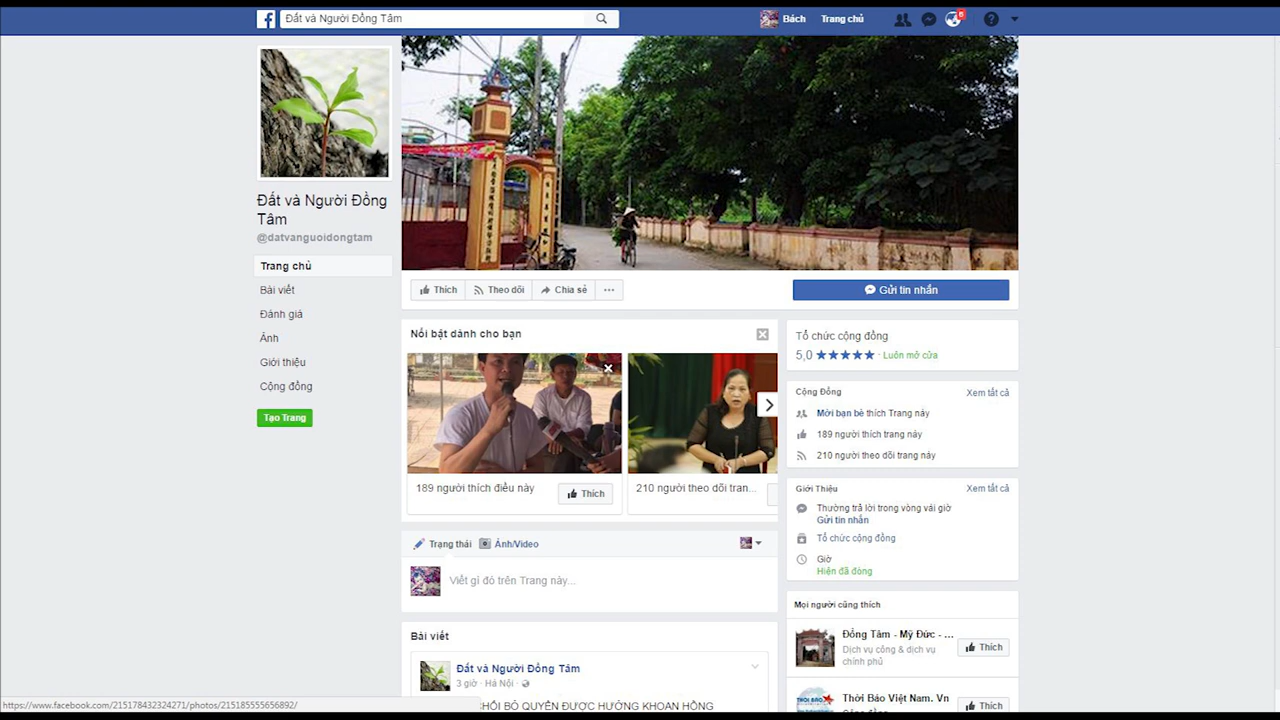 Đất và Người Đồng Tâm
Bách
Trang chủ
6
Đất và Người Đồng
Tâm
@datvanguoidongtam
Trang chủ
Bài viết
Đánh giá
Ảnh
Giới thiệu
Cộng đồng
Tạo Trang
Thích
Theo dõi
Chia sẻ
Gửi tin nhắn
Nổi bật dành cho bạn
189 người thích điều này
Thích
210 người theo dõi tran...
Trạng thái
Ảnh/Video
Viết gì đó trên Trang này...
Bài viết
Đất và Người Đồng Tâm
3 giờ · Hà Nội ·
CHỐI BỎ QUYỀN ĐƯỢC HƯỞNG KHOAN HỒNG
Tổ chức cộng đồng
5,0 ★★★★★ · Luôn mở cửa
Cộng Đồng
Xem tất cả
Mời bạn bè thích Trang này
189 người thích trang này
210 người theo dõi trang này
Giới Thiệu
Xem tất cả
Thường trả lời trong vòng vài giờ
Gửi tin nhắn
Tổ chức cộng đồng
Giờ
Hiện đã đóng
Mọi người cũng thích
Đồng Tâm - Mỹ Đức - ...
Dịch vụ công & dịch vụ
chính phủ
Thích
Thời Báo Việt Nam. Vn
Thích
https://www.facebook.com/215178432324271/photos/215185555656892/